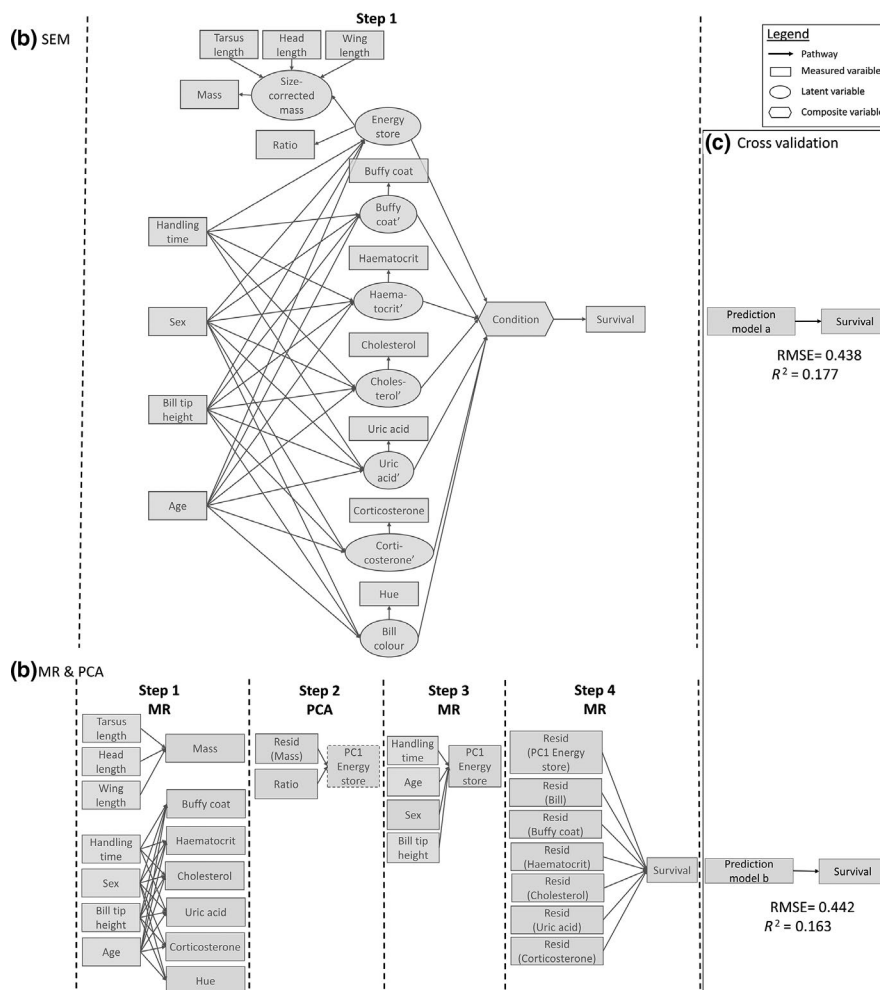 Step 1
(b) SEM
Tarsus
length
Head
length
Wing
length
Size-
corrected
mass
Mass
Energy
store
Ratio
Buffy coat
Buffy
coat’
Handling
time
Haematocrit
Haema-
tocrit’
Sex
Condition
Survival
Cholesterol
Choles-
terol’
Bill tip
height
Uric acid
Uric
acid’
Age
Corticosterone
Corti-
costerone’
Hue
Bill
colour
Legend
Pathway
Measured varaible
Latent variable
Composite variable
(c) Cross validation
Prediction
model a
Survival
RMSE= 0.438
R² = 0.177
(b) MR & PCA
Step 1
MR
Tarsus
length
Head
length
Wing
length
Mass
Handling
time
Sex
Bill tip
height
Age
Buffy coat
Haematocrit
Cholesterol
Uric acid
Corticosterone
Hue
Step 2
PCA
Resid
(Mass)
Ratio
PC1
Energy
store
Step 3
MR
Handling
time
Age
Sex
Bill tip
height
PC1
Energy
store
Step 4
MR
Resid
(PC1 Energy
store)
Resid
(Bill)
Resid
(Buffy coat)
Resid
(Haematocrit)
Resid
(Cholesterol)
Resid
(Uric acid)
Resid
(Corticosterone)
Survival
Prediction
model b
Survival
RMSE= 0.442
R² = 0.163